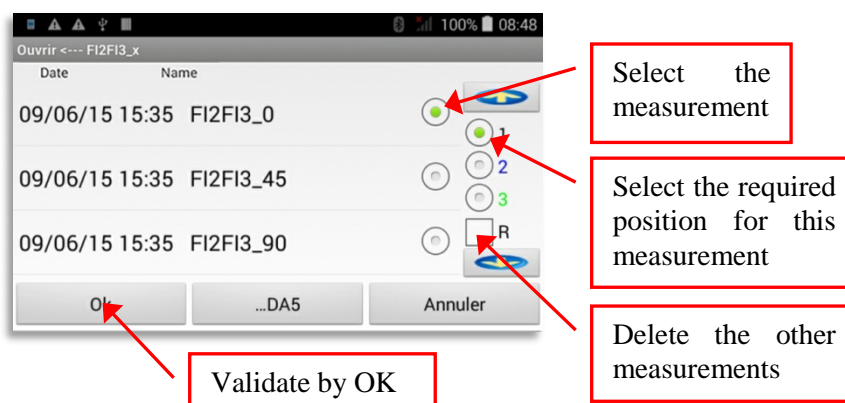 100% 08:48
Ouvrir <--- FI2FI3_x
Date Name
09/06/15 15:35 FI2FI3_0
1
09/06/15 15:35 FI2FI3_45
2
3
09/06/15 15:35 FI2FI3_90
R
Ok
...DA5
Annuler
Select the
measurement
Select the required
position for this
measurement
Delete the other
measurements
Validate by OK